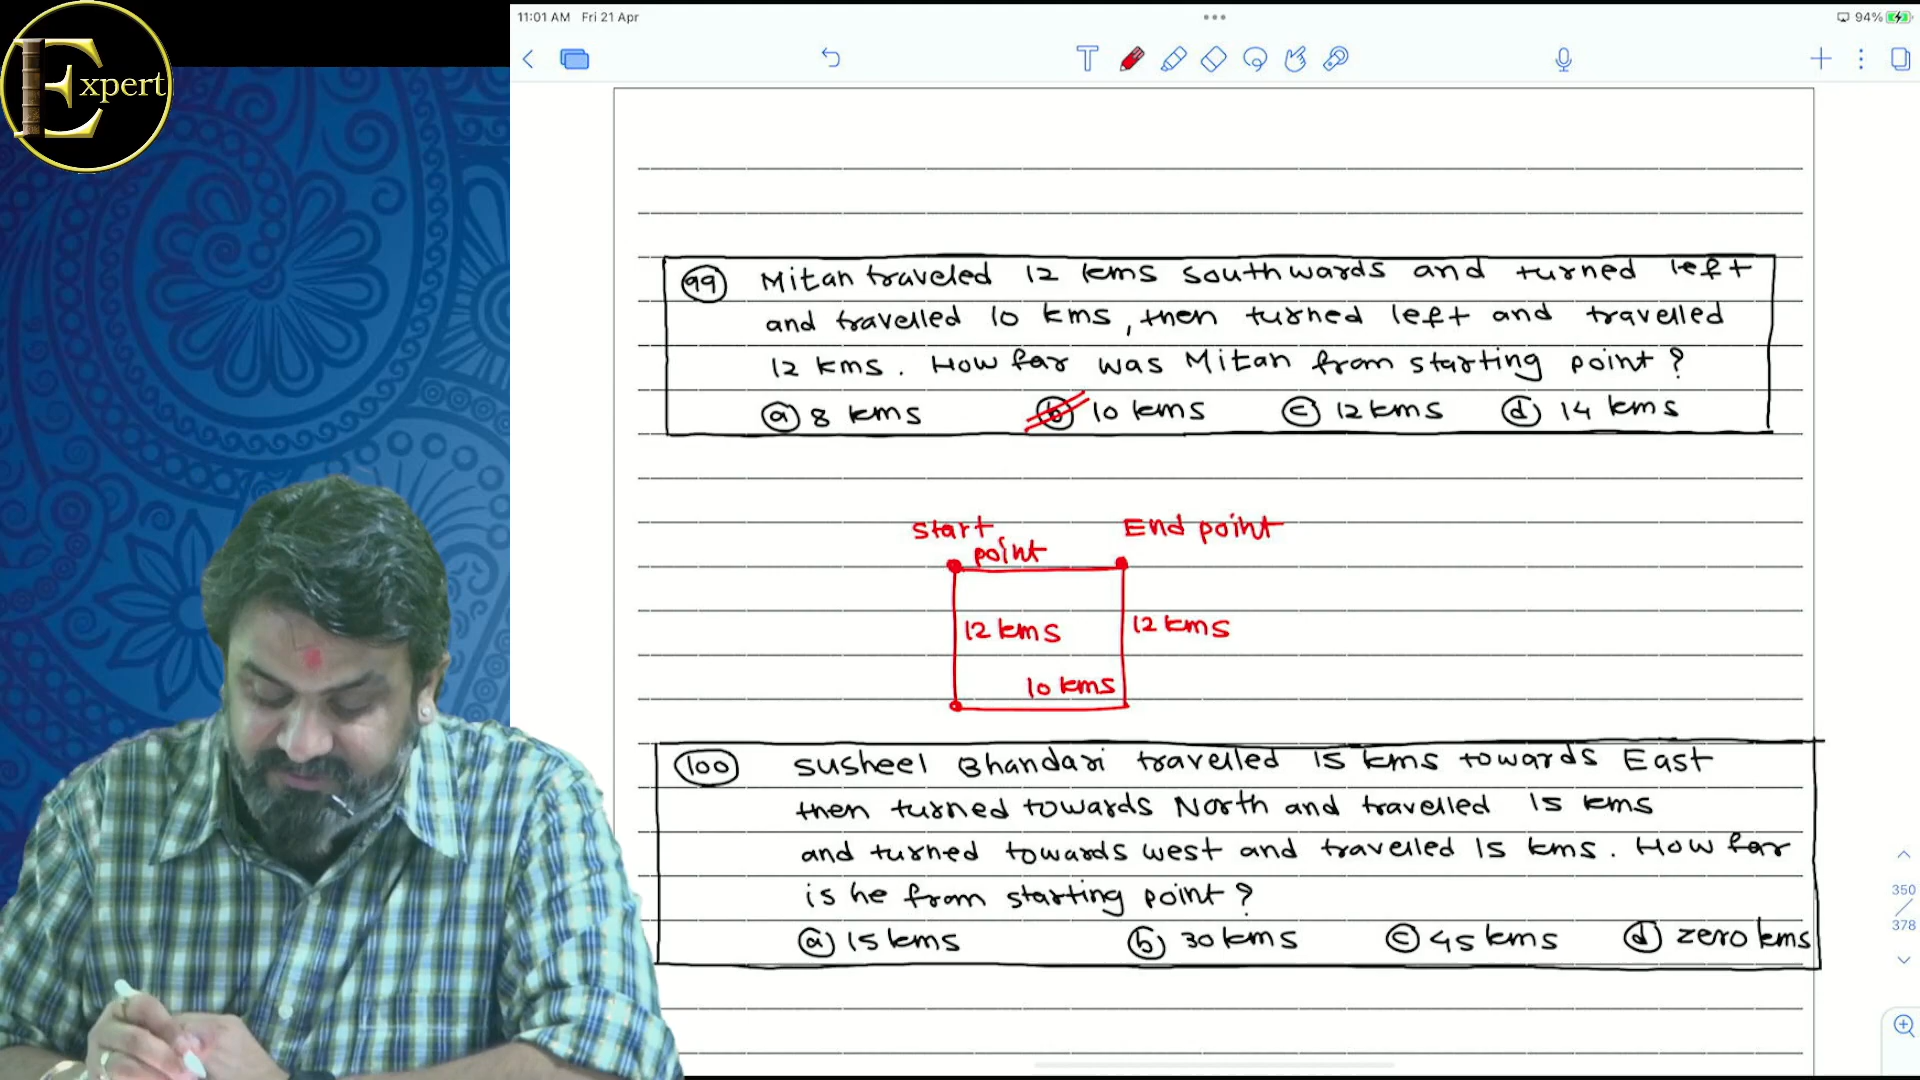 11:01 AM Fri 21 Apr
94%
Expert
99 Mitan traveled 12 kms southwards and turned left
and travelled 10 kms, then turned left and travelled
12 kms. How far was Mitan from starting point?
a 8 kms b 10 kms c 12 kms d 14 kms
Start
point
End point
12 kms
12 kms
10 kms
100 Susheel Bhandari travelled 15 kms towards East
then turned towards North and travelled 15 kms
and turned towards west and travelled 15 kms. How far
is he from starting point?
a 15 kms b 30 kms c 45 kms d zero kms
350
378